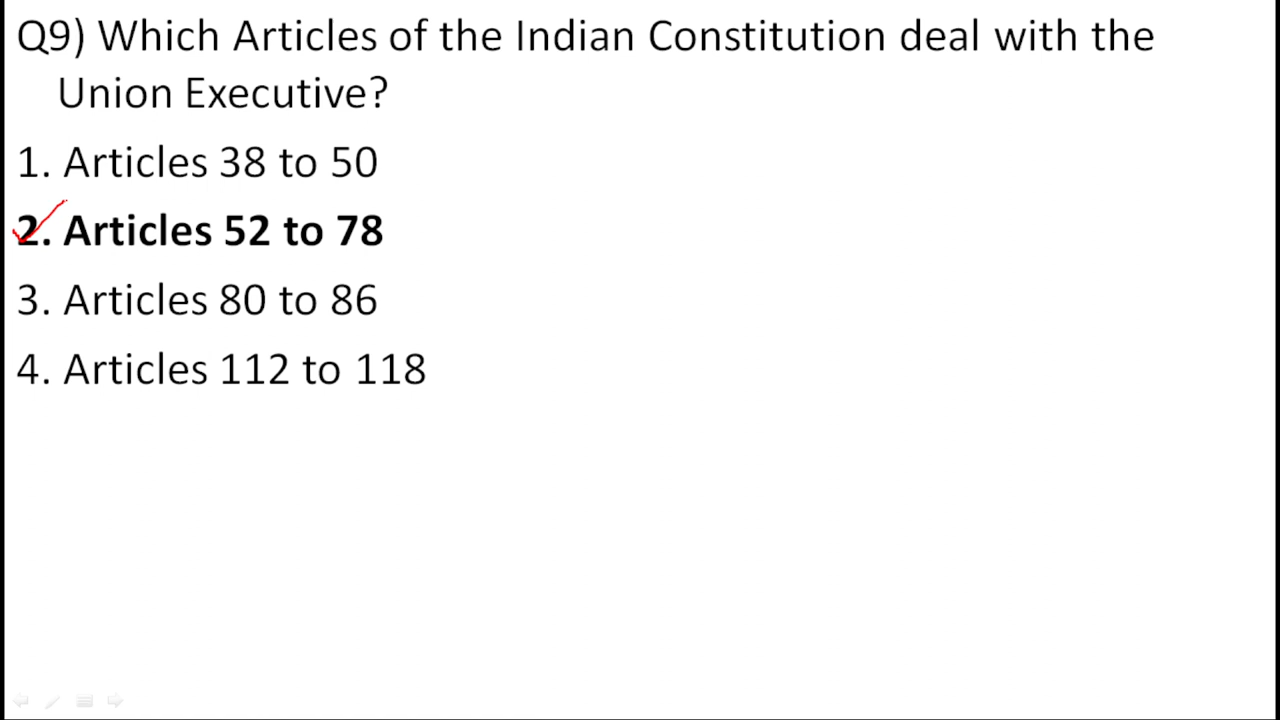 Q9) Which Articles of the Indian Constitution deal with the
Union Executive?
1. Articles 38 to 50
2. Articles 52 to 78
3. Articles 80 to 86
4. Articles 112 to 118